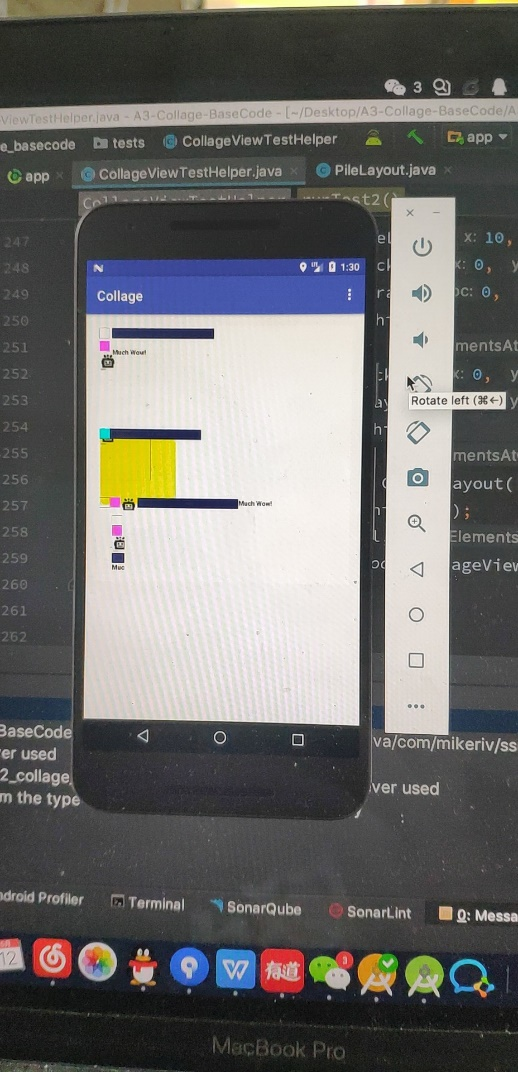 3
ViewTestHelper.java - A3-Collage-BaseCode - [~/Desktop/A3-Collage-BaseCode/A
e_basecode tests CollageViewTestHelper app
app × CollageViewTestHelper.java × PileLayout.java ×
runTest2()
247 x: 10,
248 x: 0, y
249 oc: 0,
250
251 mentsAt
252 x: 0, y
253
254
255 mentsAt
256 ayout(
257 );
258 Elements
259 ageView
260
261
262
N 1:30
Collage
Much Wow!
Much Wow!
Muc
× –
Rotate left (⌘←)
BaseCode va/com/mikeriv/ss
er used
2_collage ver used
m the type
ndroid Profiler Terminal SonarQube SonarLint 0: Messa
12 有道 3
MacBook Pro